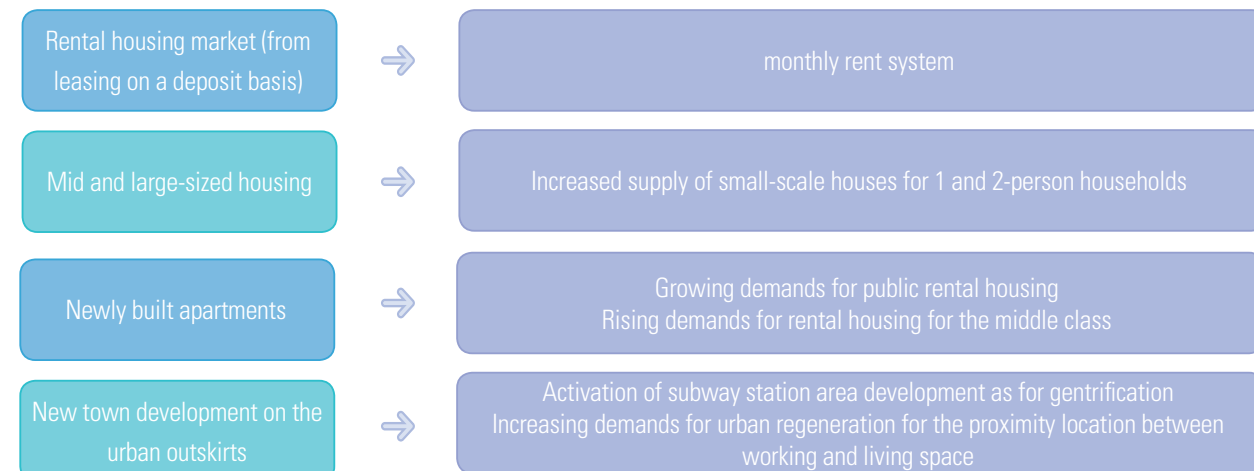 Rental housing market (from
leasing on a deposit basis)
monthly rent system
Mid and large-sized housing
Increased supply of small-scale houses for 1 and 2-person households
Newly built apartments
Growing demands for public rental housing
Rising demands for rental housing for the middle class
New town development on the
urban outskirts
Activation of subway station area development as for gentrification
Increasing demands for urban regeneration for the proximity location between
working and living space